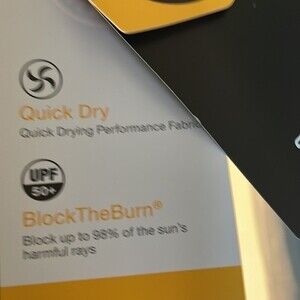 Quick Dry
Quick Drying Performance Fabric
UPF
50+
BlockTheBurn®
Block up to 98% of the sun's
harmful rays